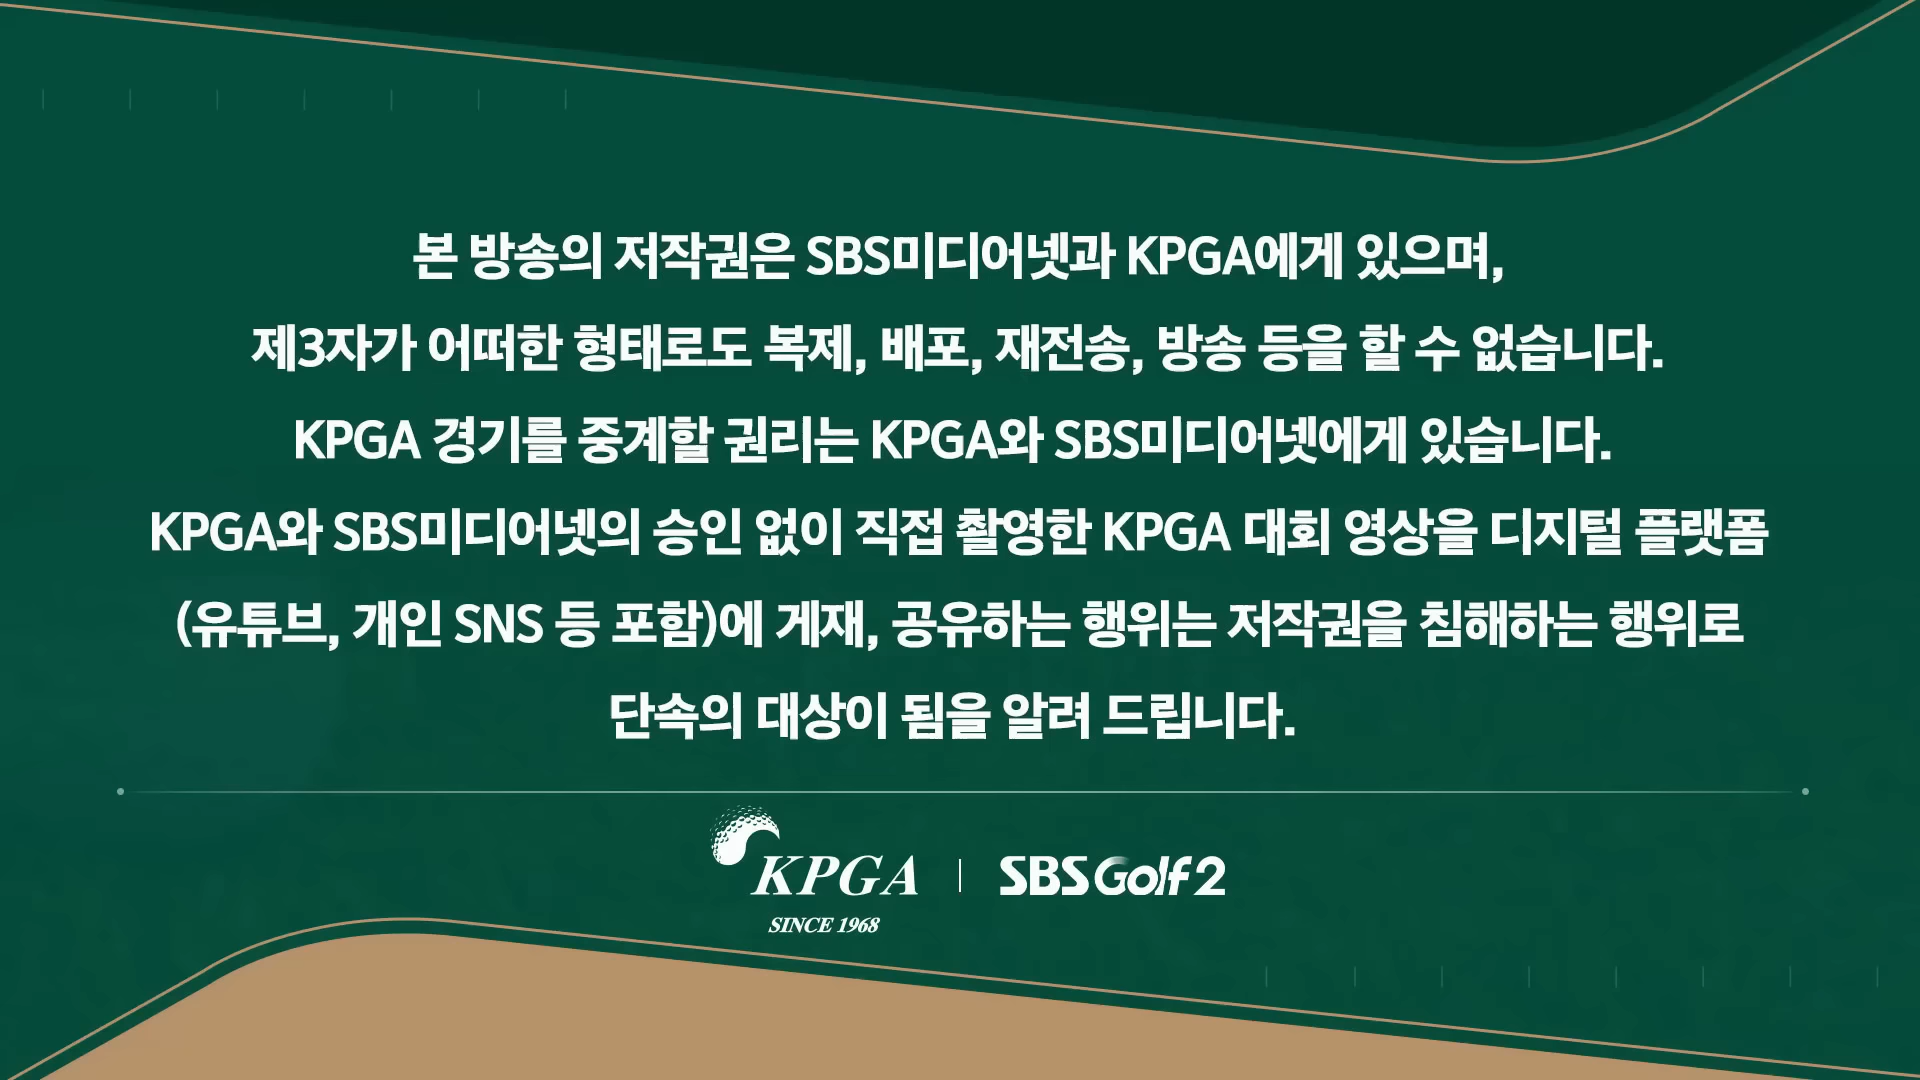 본 방송의 저작권은 SBS미디어넷과 KPGA에게 있으며,
제3자가 어떠한 형태로도 복제, 배포, 재전송, 방송 등을 할 수 없습니다.
KPGA 경기를 중계할 권리는 KPGA와 SBS미디어넷에게 있습니다.
KPGA와 SBS미디어넷의 승인 없이 직접 촬영한 KPGA 대회 영상을 디지털 플랫폼
(유튜브, 개인 SNS 등 포함)에 게재, 공유하는 행위는 저작권을 침해하는 행위로
단속의 대상이 됨을 알려 드립니다.
KPGA
SINCE 1968
SBS Golf 2